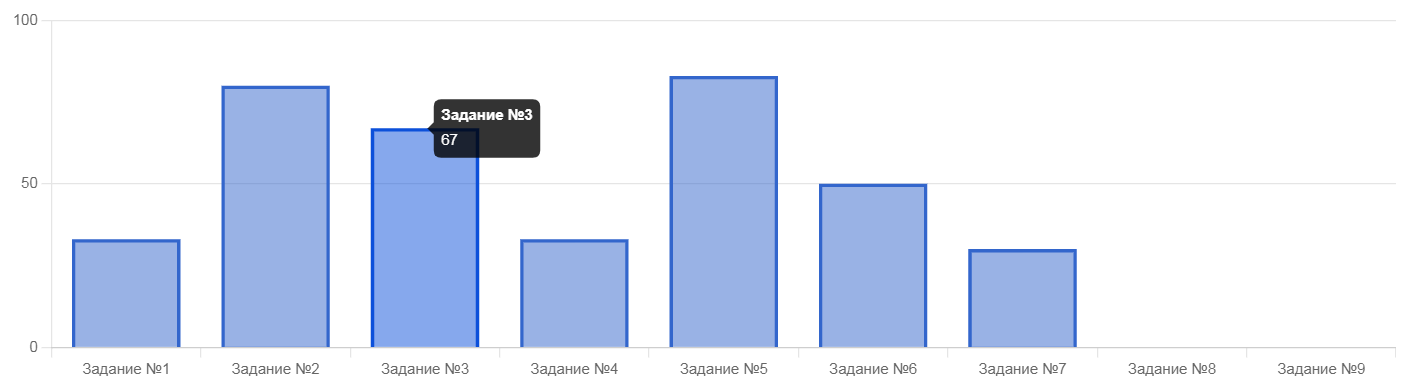 100
Задание №3
67
50
0
Задание №1
Задание №2
Задание №3
Задание №4
Задание №5
Задание №6
Задание №7
Задание №8
Задание №9